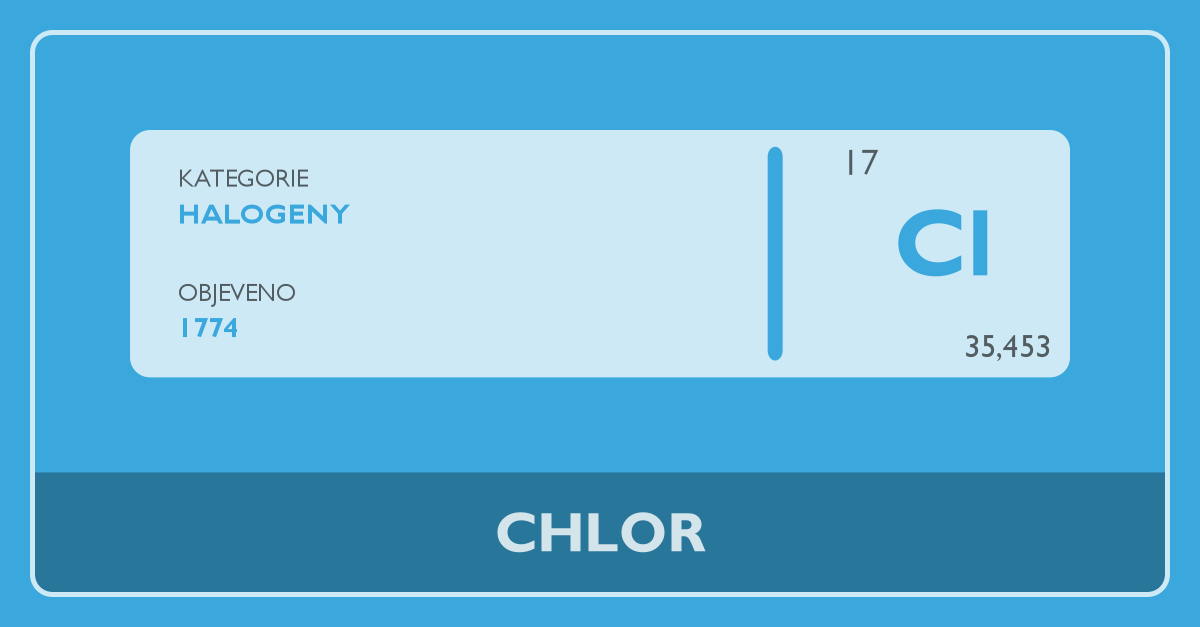 KATEGORIE
HALOGENY
OBJEVENO
1774
17
Cl
35,453
CHLOR